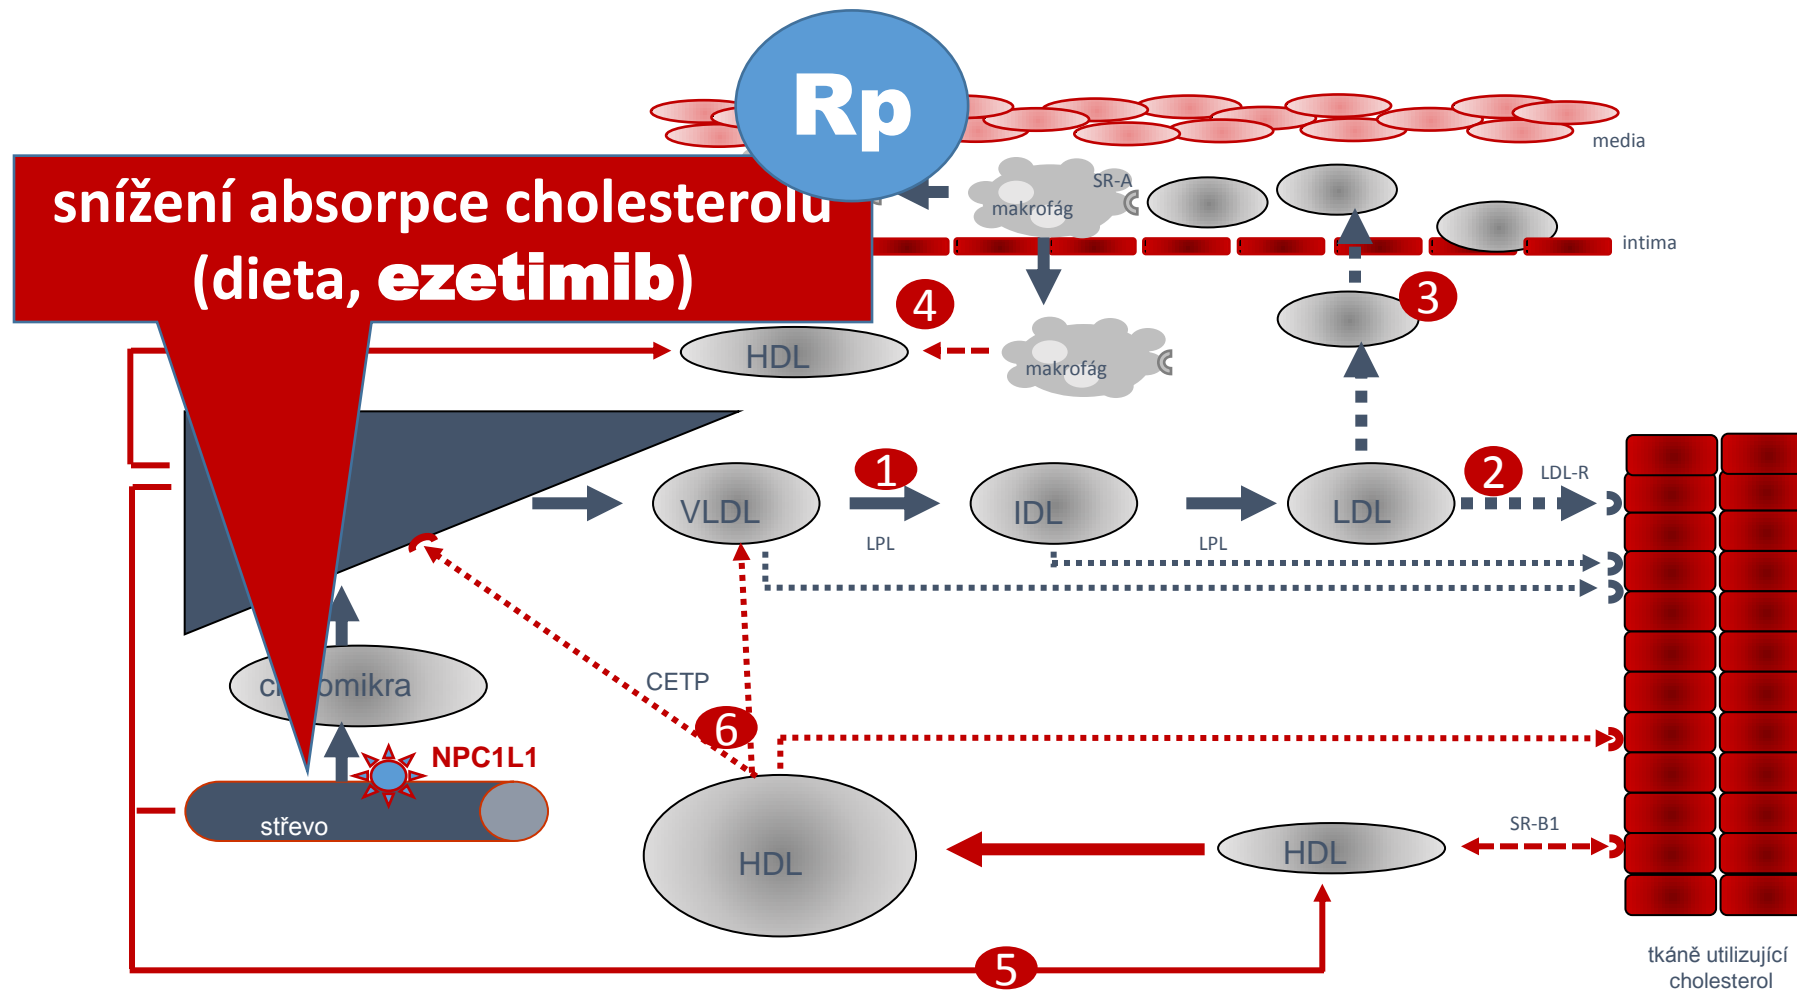 Rp
media
snížení absorpce cholesterolu
(dieta, ezetimib)
SR-A
makrofág
intima
4
3
HDL
makrofág
1
2
LDL-R
VLDL
IDL
LDL
LPL
LPL
CETP
omikra
6
NPC1L1
střevo
SR-B1
HDL
HDL
tkáně utilizující
cholesterol
5